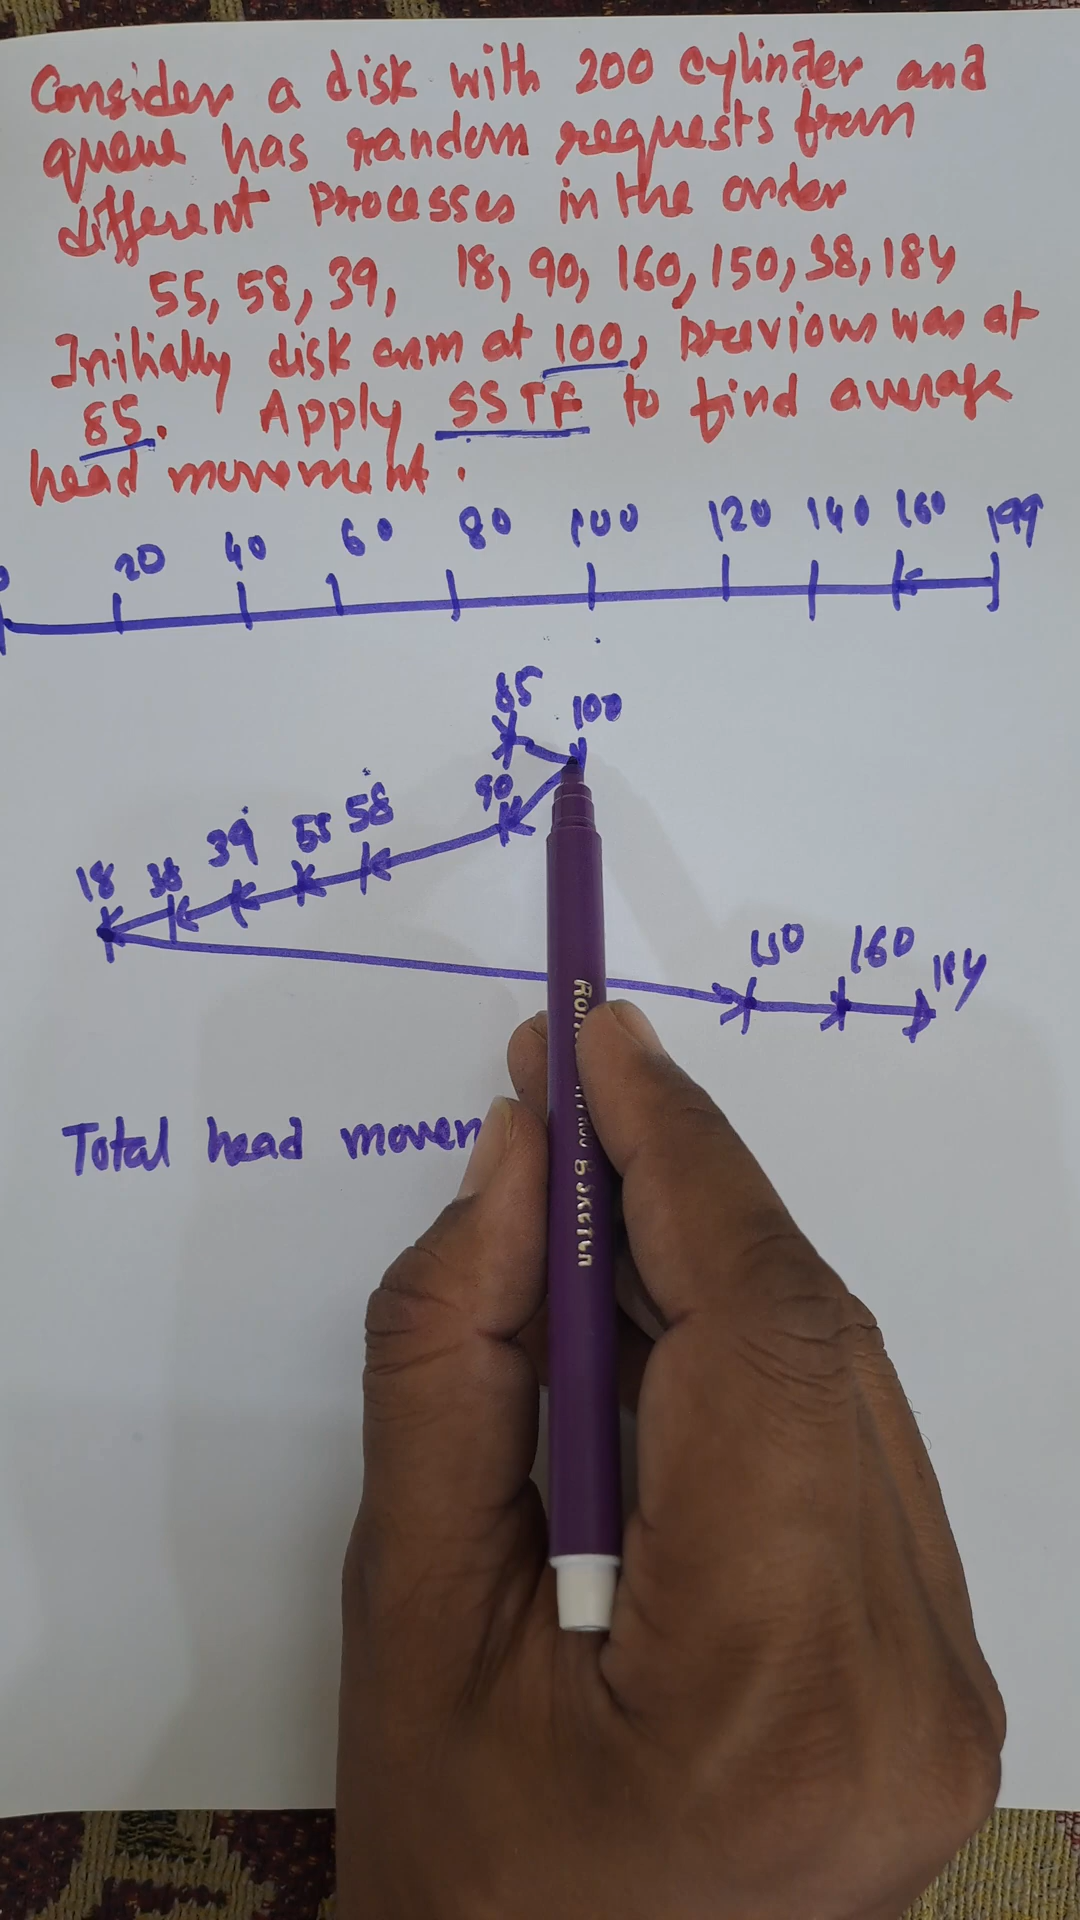 Consider a disk with 200 cylinder and
queue has random requests from
different processes in the order
55, 58, 39, 18, 90, 160, 150, 38, 184
Initially disk arm at 100, previous was at
85. Apply SSTF to find average
head movement.
0 20 40 60 80 100 120 140 160 199
85 100
90
58
55
39
38
18
150 160 184
Total head movem